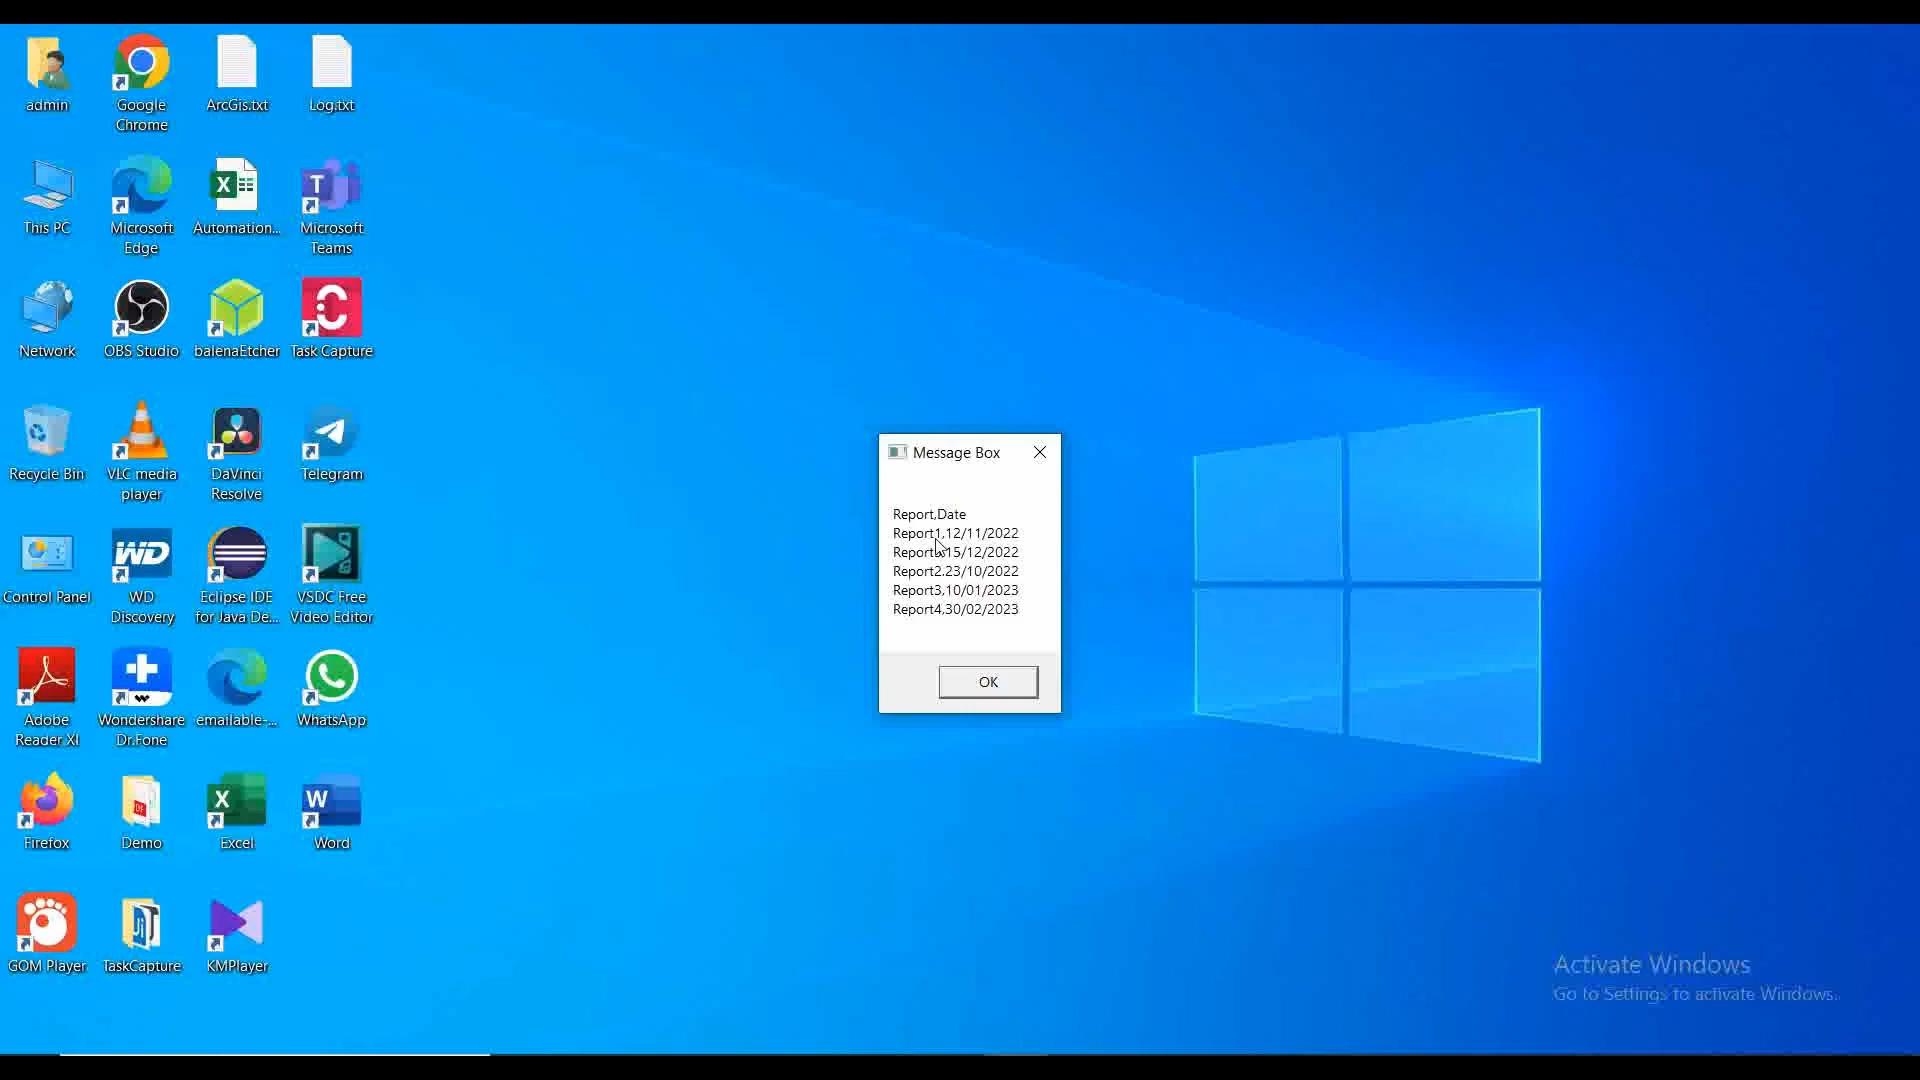 admin
Google
Chrome
ArcGis.txt
Log.txt
This PC
Microsoft
Edge
Automation...
Microsoft
Teams
Network
OBS Studio
balenaEtcher
Task Capture
Recycle Bin
VLC media
player
DaVinci
Resolve
Telegram
Control Panel
WD
Discovery
Eclipse IDE
for Java De...
VSDC Free
Video Editor
Adobe
Reader XI
Wondershare
Dr.Fone
emailable-...
WhatsApp
Firefox
Demo
Excel
Word
GOM Player
TaskCapture
KMPlayer
Message Box
Report,Date
Report1,12/11/2022
15/12/2022
Report2.23/10/2022
Report3,10/01/2023
Report4,30/02/2023
OK
Activate Windows
Go to Settings to activate Windows.